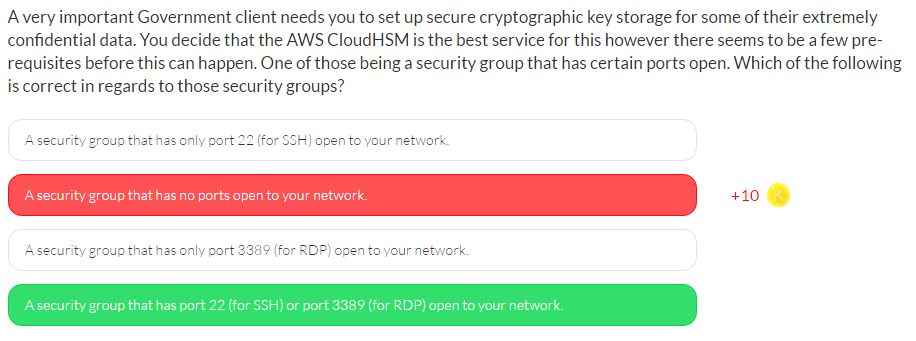 A very important Government client needs you to set up secure cryptographic key storage for some of their extremely
confidential data. You decide that the AWS CloudHSM is the best service for this however there seems to be a few pre-
requisites before this can happen. One of those being a security group that has certain ports open. Which of the following
is correct in regards to those security groups?
A security group that has only port 22 (for SSH) open to your network.
A security group that has no ports open to your network.
+10 K
A security group that has only port 3389 (for RDP) open to your network.
A security group that has port 22 (for SSH) or port 3389 (for RDP) open to your network.